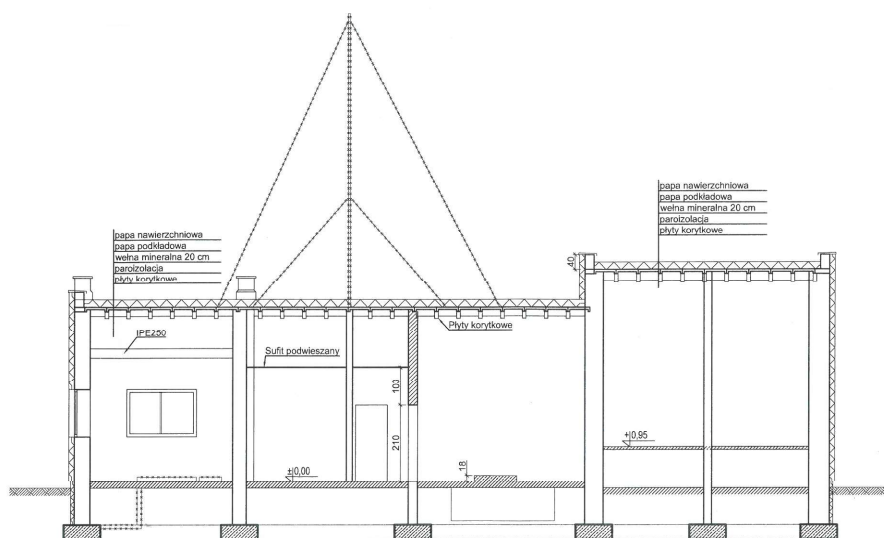 papa nawierzchniowa
papa podkładowa
wełna mineralna 20 cm
paroizolacja
płyty korytkowe
papa nawierzchniowa
papa podkładowa
wełna mineralna 20 cm
paroizolacja
płyty korytkowe
40
Płyty korytkowe
IPE250
Sufit podwieszany
100
210
+0,95
18
±0,00